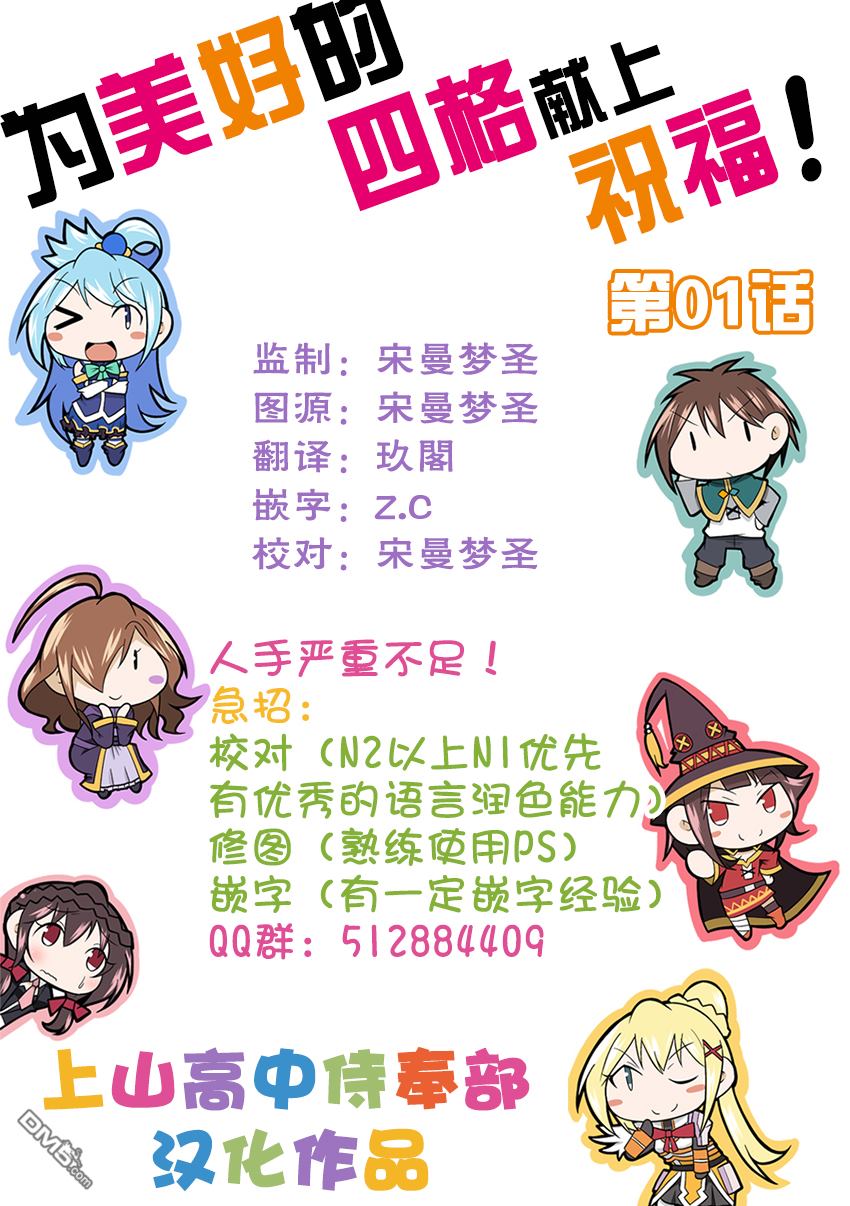 为美好的
四格献上
祝福！
第01话
监制：宋曼梦圣
图源：宋曼梦圣
翻译：玖閣
嵌字：z.c
校对：宋曼梦圣
人手严重不足！
急招：
校对（N2以上N1优先
有优秀的语言润色能力）
修图（熟练使用PS）
嵌字（有一定嵌字经验）
QQ群：512884409
上山高中侍奉部
汉化作品
DM5.com